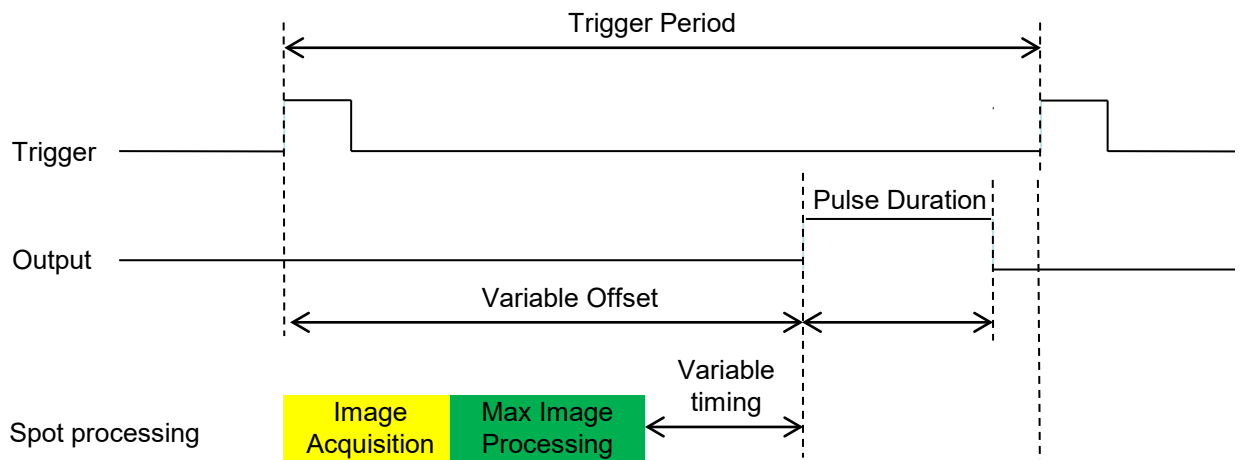 Trigger Period
Trigger
Pulse Duration
Output
Variable Offset
Variable
timing
Spot processing
Image
Acquisition
Max Image
Processing